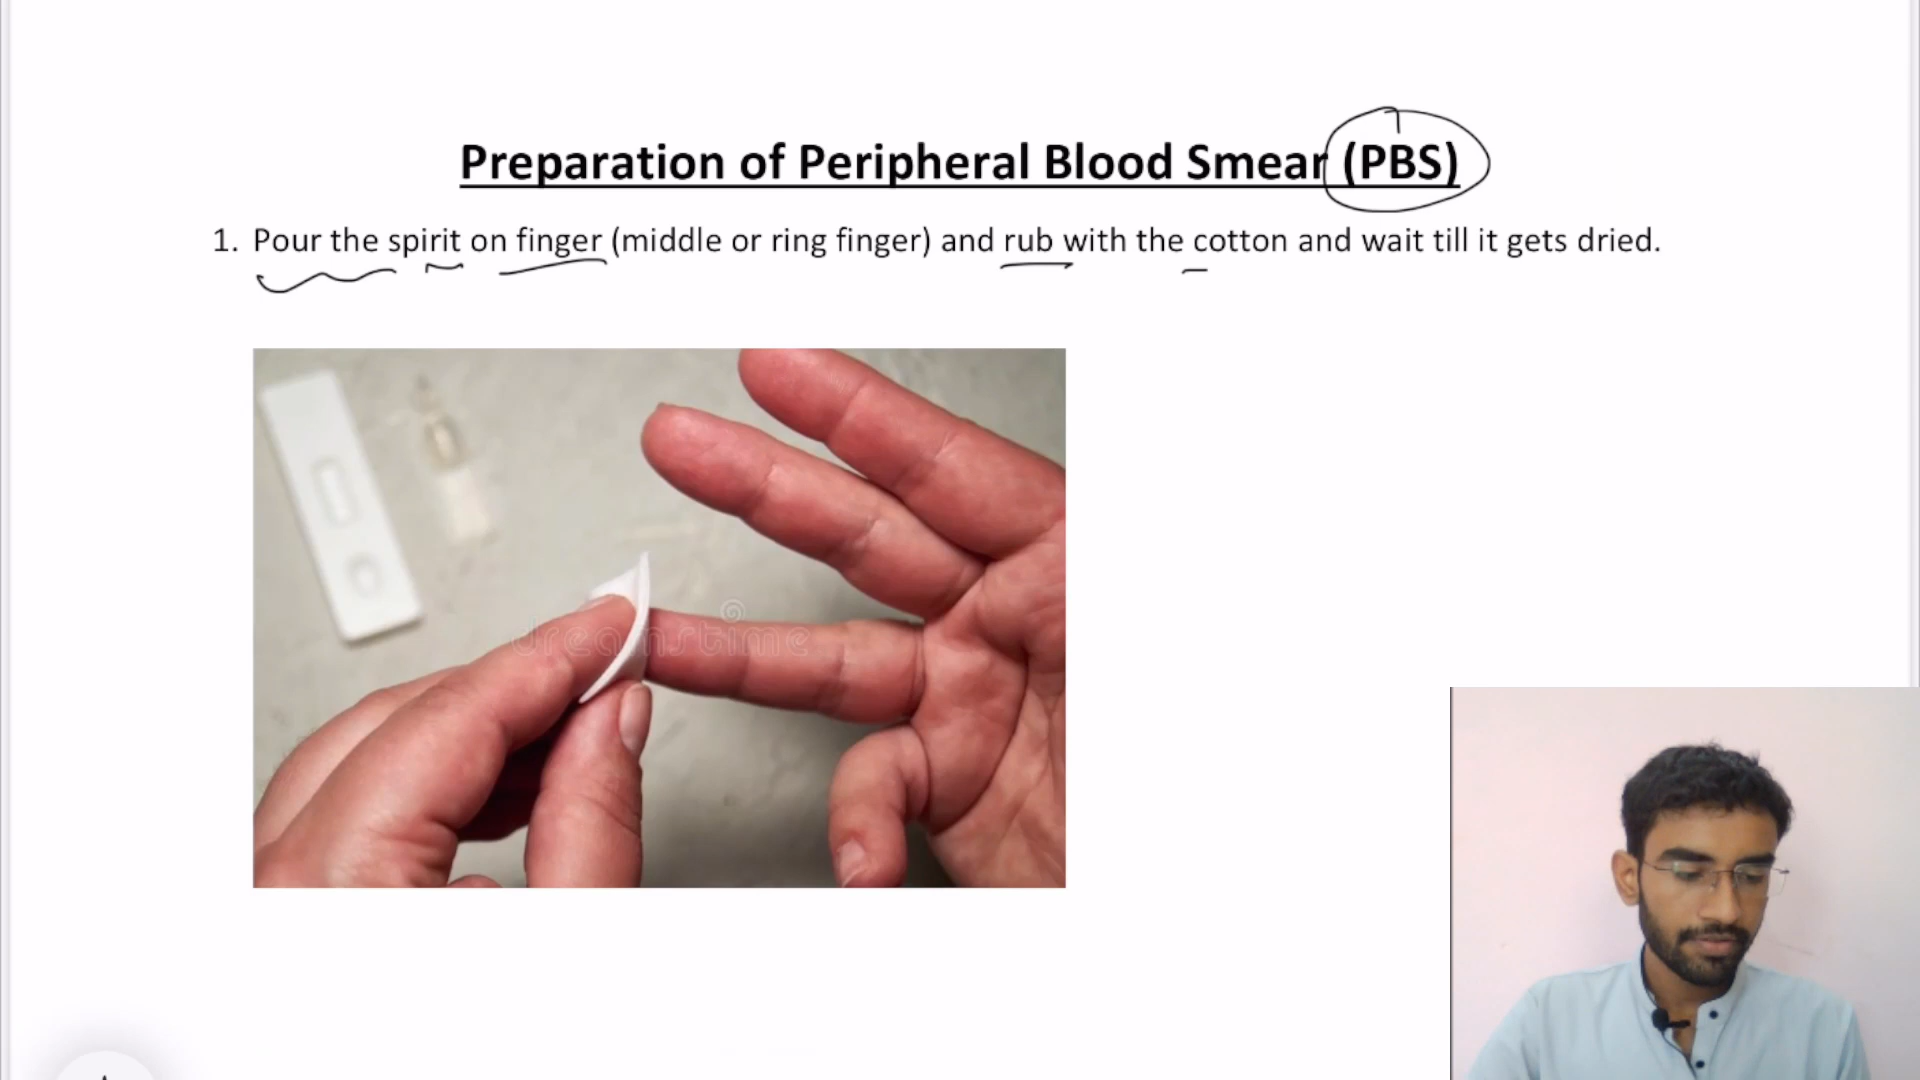 Preparation of Peripheral Blood Smear (PBS)
1. Pour the spirit on finger (middle or ring finger) and rub with the cotton and wait till it gets dried.
dreamstime